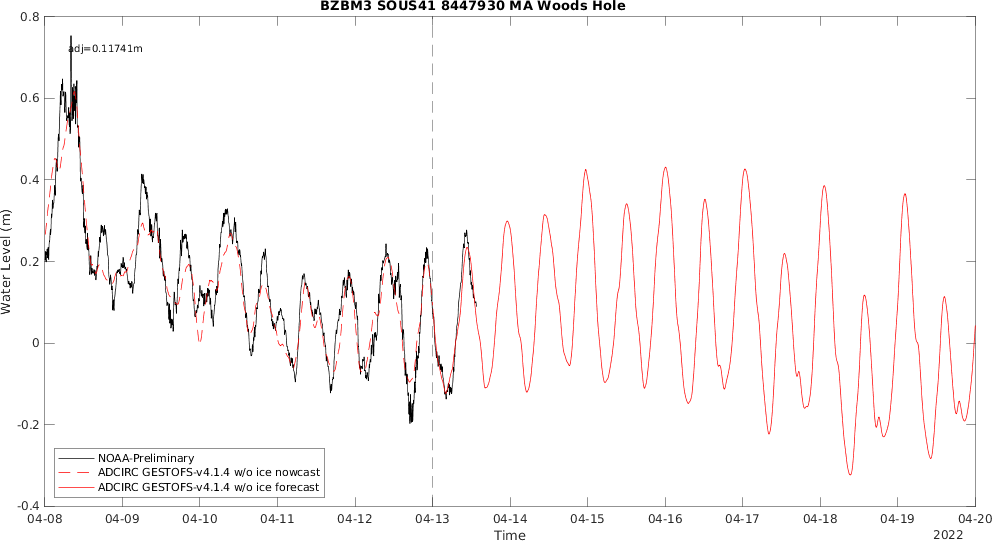 BZBM3 SOUS41 8447930 MA Woods Hole
adj=0.11741m
Water Level (m)
0.8
0.6
0.4
0.2
0
-0.2
-0.4
NOAA-Preliminary
ADCIRC GESTOFS-v4.1.4 w/o ice nowcast
ADCIRC GESTOFS-v4.1.4 w/o ice forecast
04-08 04-09 04-10 04-11 04-12 04-13 04-14 04-15 04-16 04-17 04-18 04-19 04-20
Time
2022